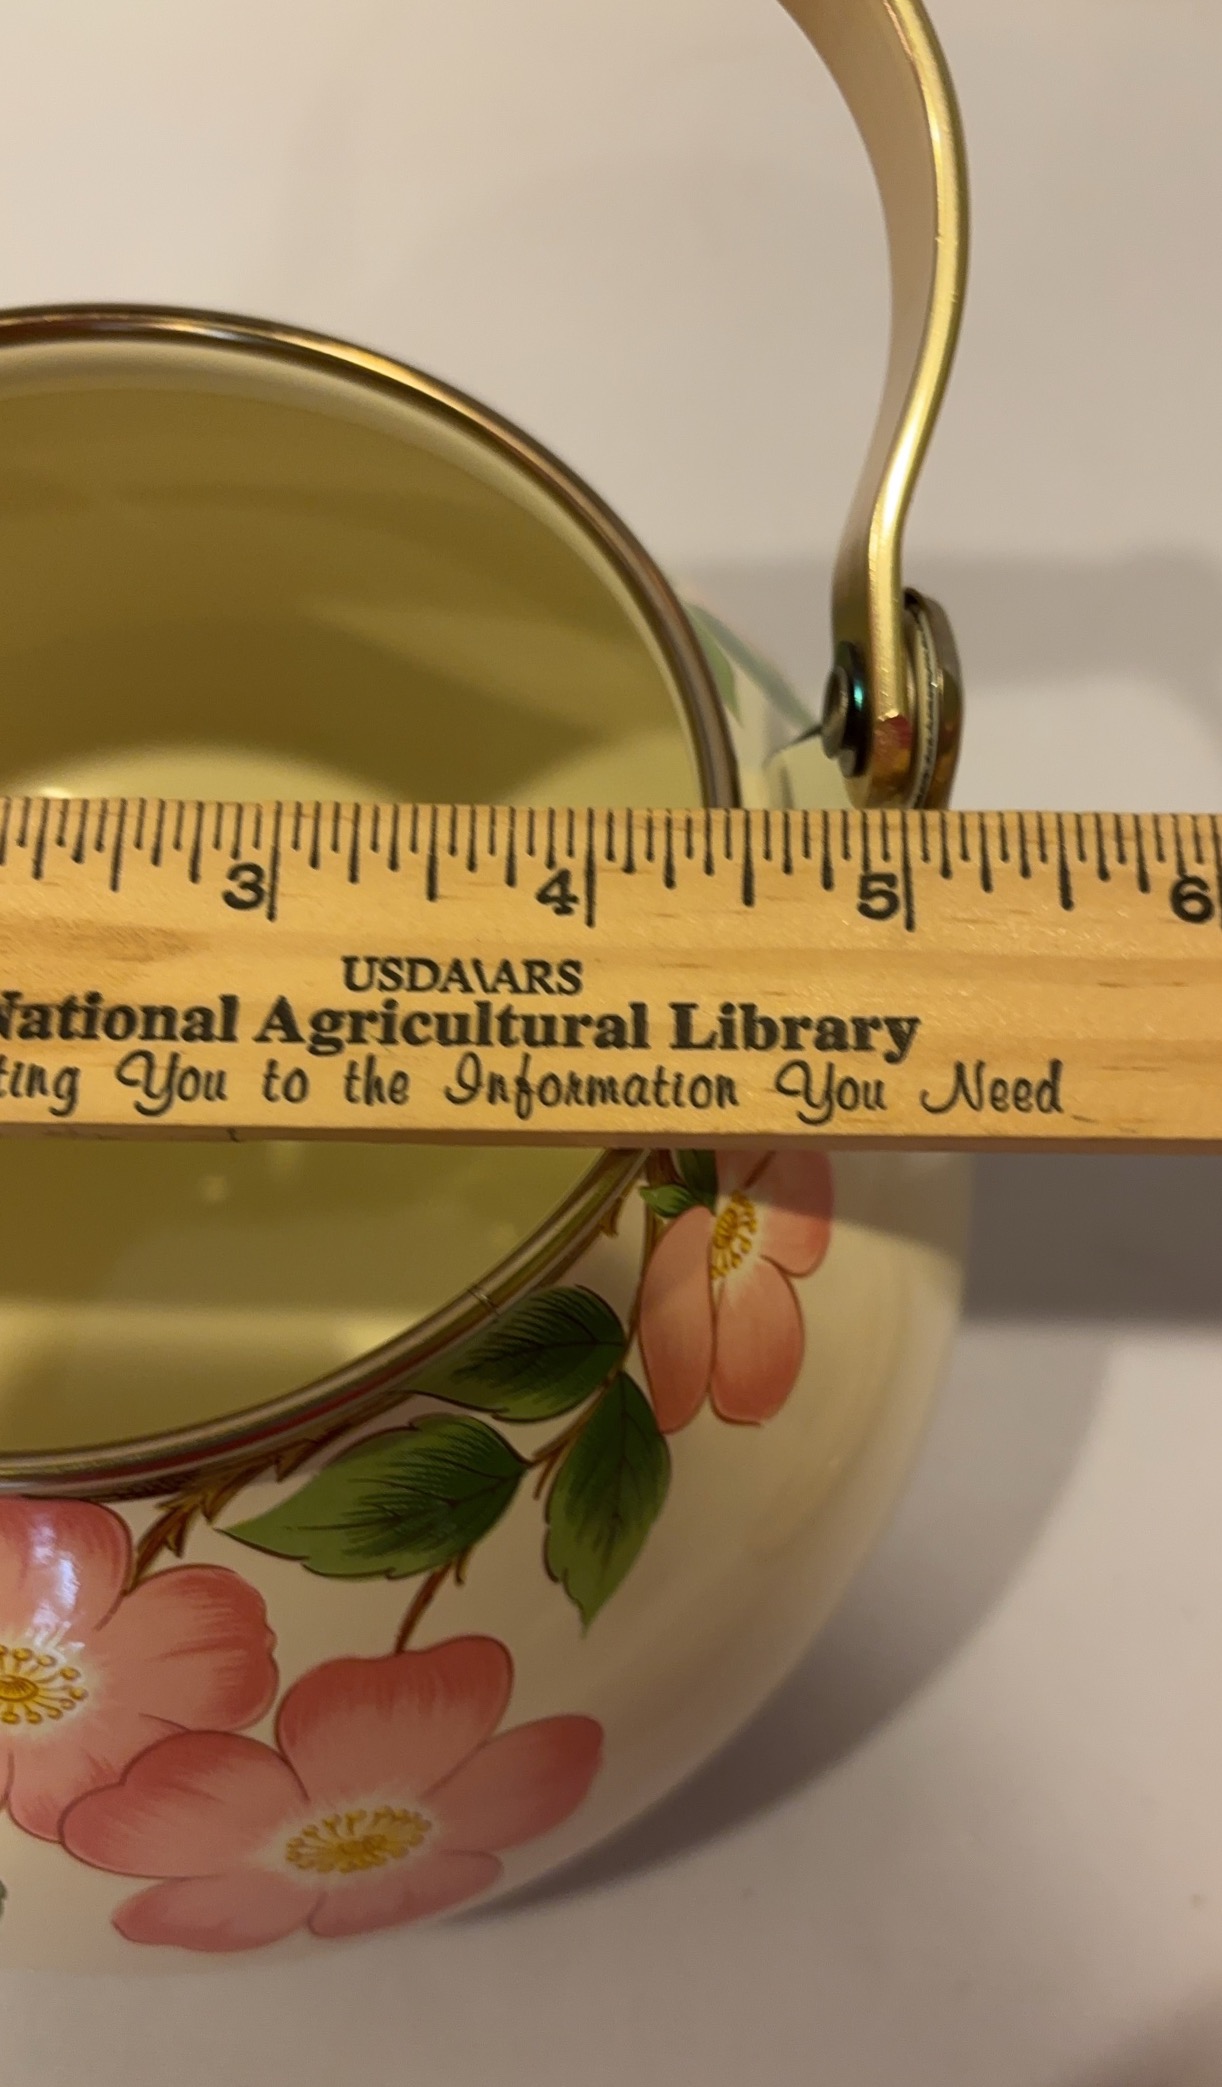 3 4 5 6
USDA\ARS
National Agricultural Library
You to the Information You Need